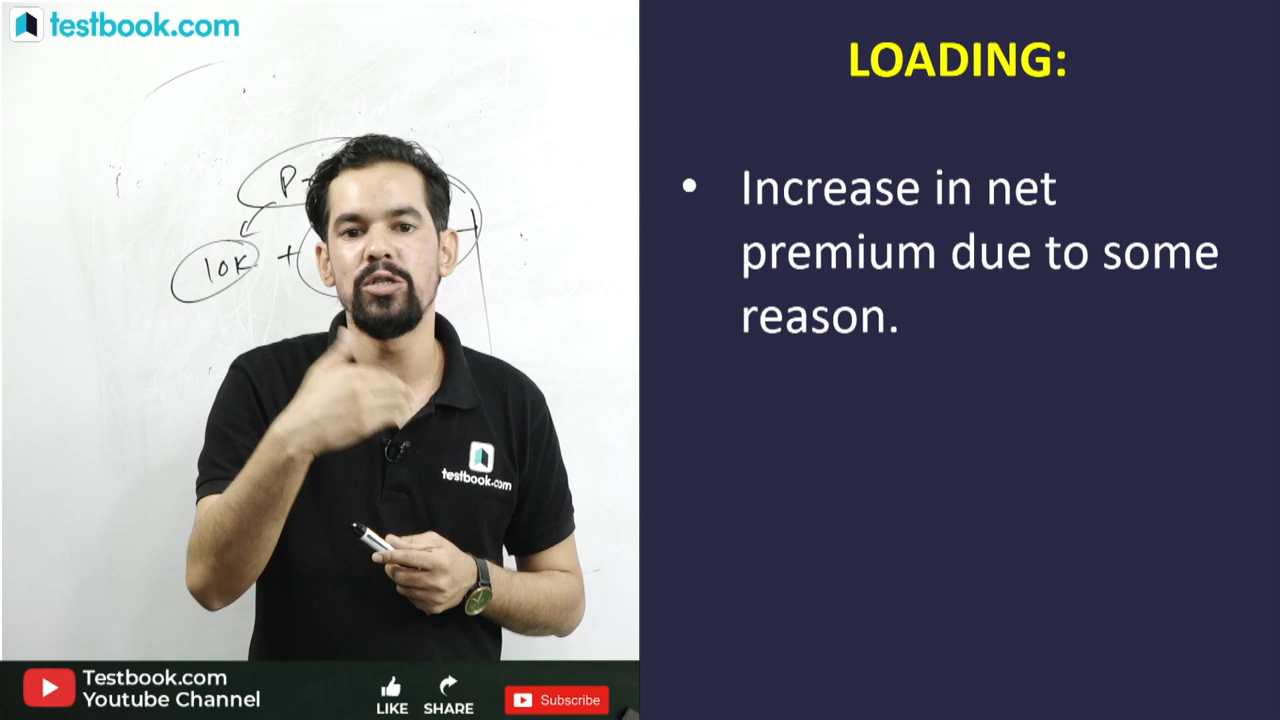 testbook.com
10K +
testbook.com
Testbook.com
Youtube Channel
LIKE
SHARE
Subscribe
LOADING:
• Increase in net
premium due to some
reason.